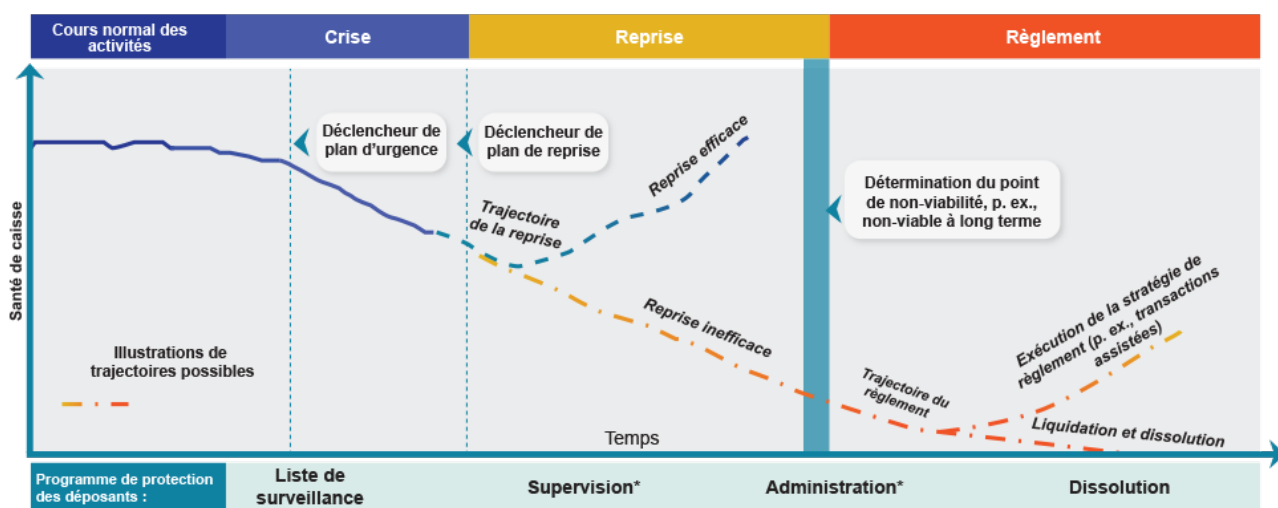 Cours normal des
activités
Crise
Reprise
Règlement
Santé de caisse
Déclencheur de
plan d'urgence
Déclencheur de
plan de reprise
Trajectoire
de la reprise
Reprise efficace
Détermination du point
de non-viabilité, p. ex.,
non-viable à long terme
Reprise inefficace
Illustrations de
trajectoires possibles
Trajectoire du
règlement
Exécution de la stratégie de
règlement (p. ex., transactions
assistées)
Liquidation et dissolution
Temps
Programme de protection
des déposants :
Liste de
surveillance
Supervision*
Administration*
Dissolution